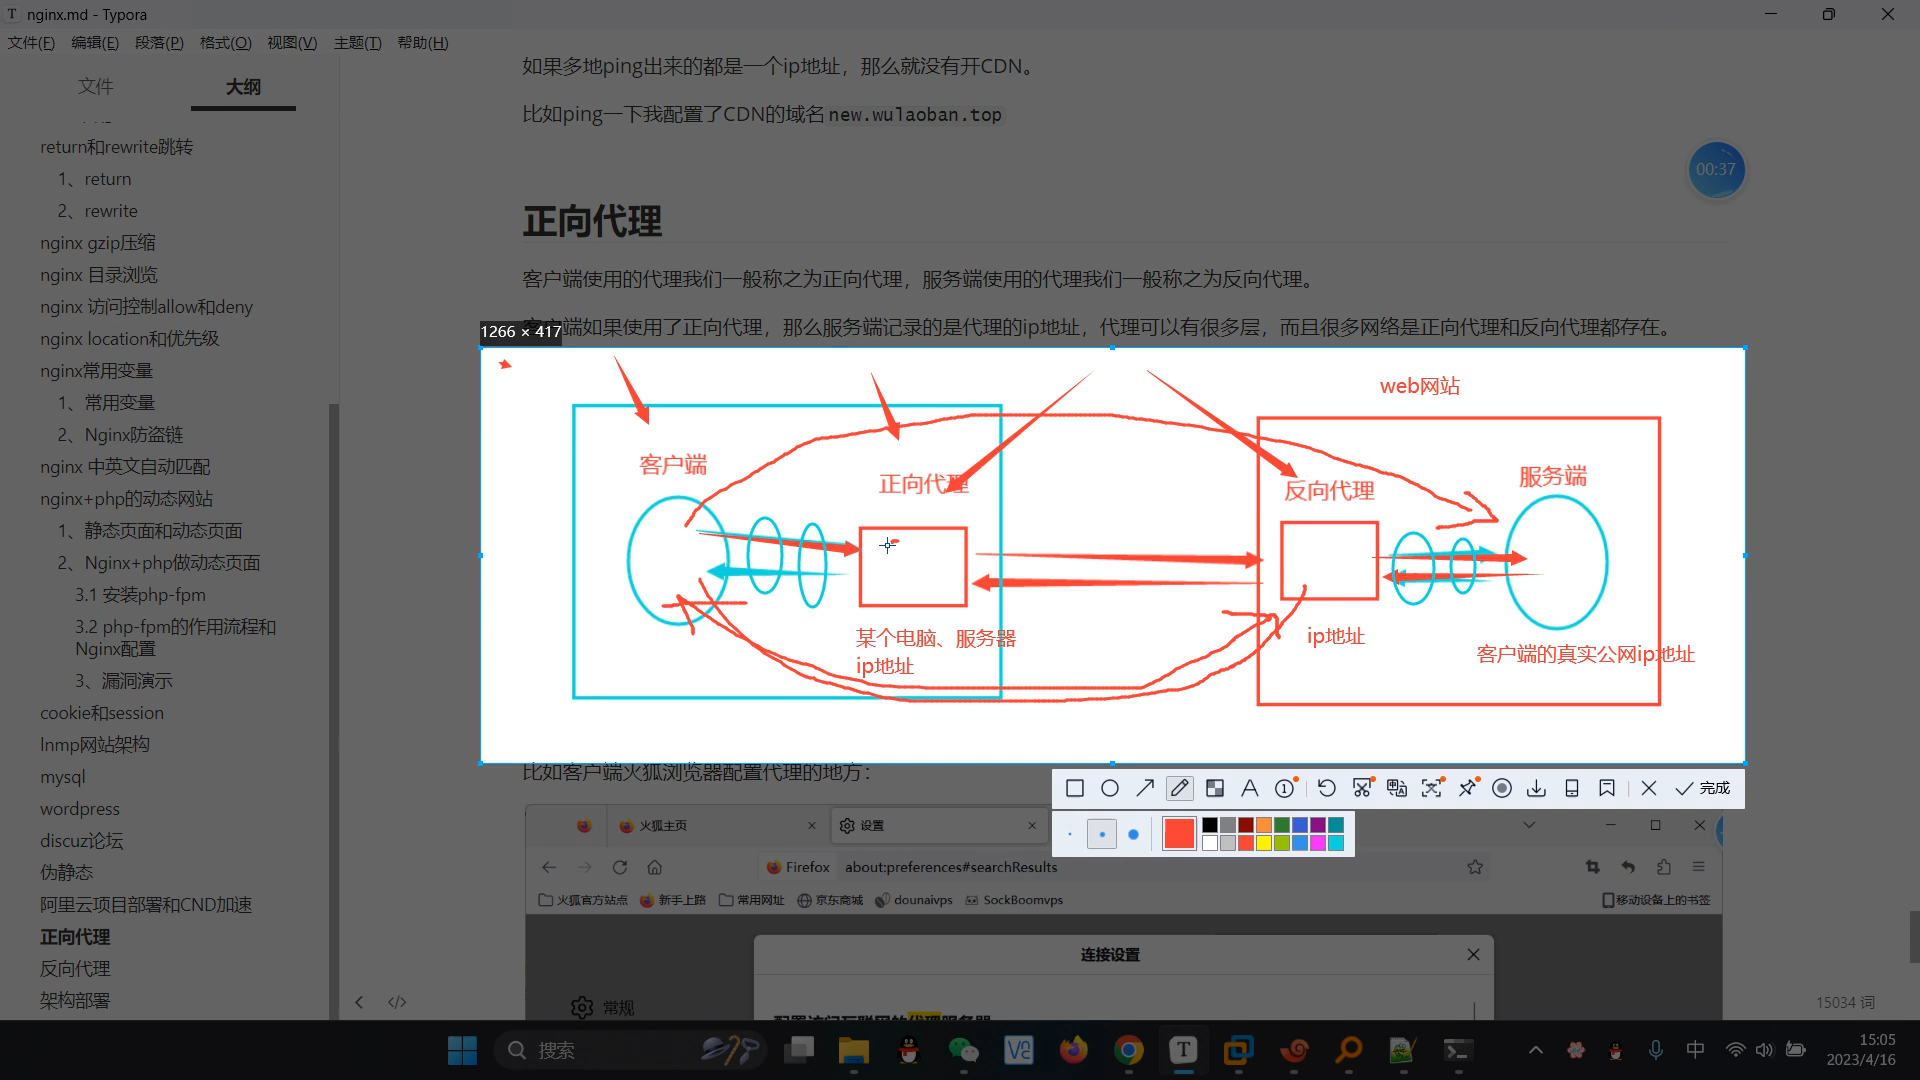 nginx.md - Typora
文件(F) 编辑(E) 段落(P) 格式(O) 视图(V) 主题(T) 帮助(H)
文件 大纲
return和rewrite跳转
1、return
2、rewrite
nginx gzip压缩
nginx 目录浏览
nginx 访问控制allow和deny
nginx location和优先级
nginx常用变量
1、常用变量
2、Nginx防盗链
nginx 中英文自动匹配
nginx+php的动态网站
1、静态页面和动态页面
2、Nginx+php做动态页面
3.1 安装php-fpm
3.2 php-fpm的作用流程和
Nginx配置
3、漏洞演示
cookie和session
lnmp网站架构
mysql
wordpress
discuz论坛
伪静态
阿里云项目部署和CND加速
正向代理
反向代理
架构部署
如果多地ping出来的都是一个ip地址，那么就没有开CDN。
比如ping一下我配置了CDN的域名 new.wulaoban.top
00:37
正向代理
客户端使用的代理我们一般称之为正向代理，服务端使用的代理我们一般称之为反向代理。
1266 × 417
客户端如果使用了正向代理，那么服务端记录的是代理的ip地址，代理可以有很多层，而且很多网络是正向代理和反向代理都存在。
web网站
客户端
正向代理
反向代理
服务端
某个电脑、服务器
ip地址
ip地址
客户端的真实公网ip地址
比如客户端火狐浏览器配置代理的地方：
完成
火狐主页 设置
Firefox about:preferences#searchResults
火狐官方站点 新手上路 常用网址 京东商城 dounaivps SockBoomvps 移动设备上的书签
连接设置
常规
配置访问互联网的代理服务器
15034 词
搜索
中
15:05
2023/4/16